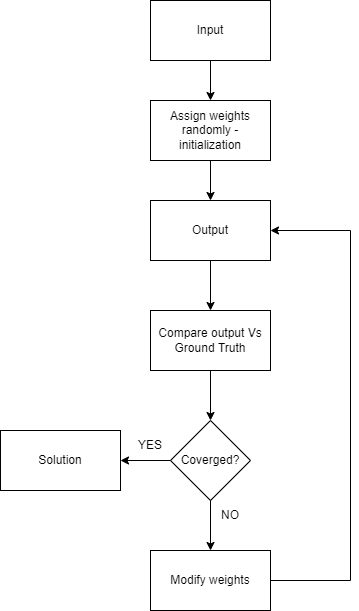 Input
Assign weights
randomly -
initialization
Output
Compare output Vs
Ground Truth
YES
Solution
Coverged?
NO
Modify weights